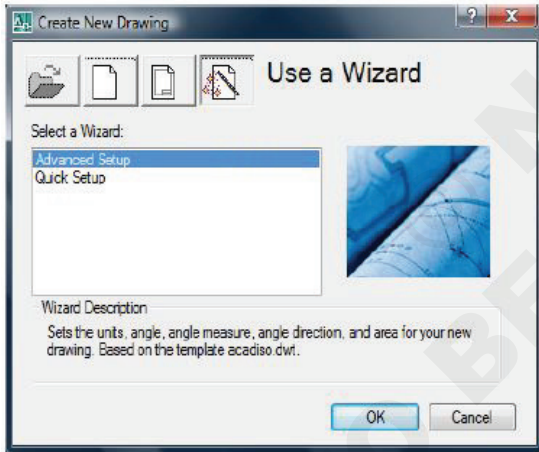 Create New Drawing
Use a Wizard
Select a Wizard:
Advanced Setup
Quick Setup
Wizard Description
Sets the units, angle, angle measure, angle direction, and area for your new
drawing. Based on the template acadiso.dwt.
OK
Cancel